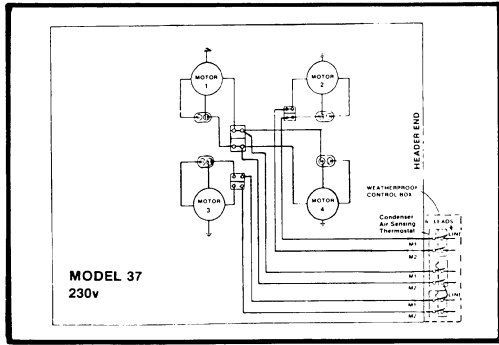 MOTOR
1
MOTOR
2
HEADER END
MOTOR
3
MOTOR
4
WEATHERPROOF
CONTROL BOX
Condenser
Air Sensing
Thermostat
LEADS
LINE
M1
M2
M1
M2
LINE
M1
M2
MODEL 37
230v